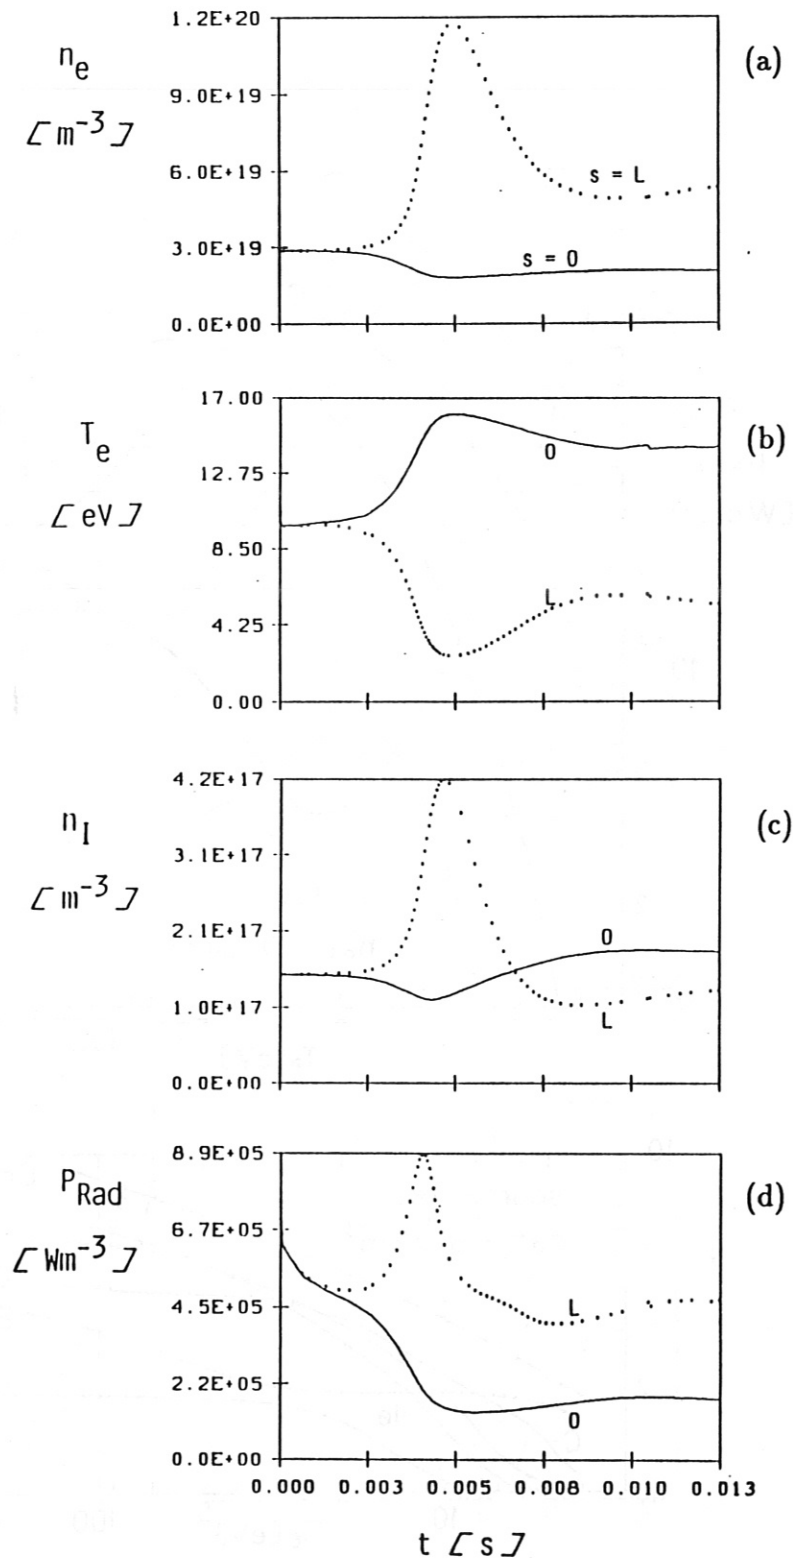 1.2E+20
(a)
n_e
9.0E+19
[m⁻³]
6.0E+19
s = L
3.0E+19
s = 0
0.0E+00
17.00
T_e
(b)
0
12.75
[eV]
8.50
L
4.25
0.00
4.2E+17
n_I
(c)
3.1E+17
[m⁻³]
2.1E+17
0
1.0E+17
L
0.0E+00
8.9E+05
P_Rad
(d)
6.7E+05
[Wm⁻³]
4.5E+05
L
2.2E+05
0
0.0E+00
0.000 0.003 0.005 0.008 0.010 0.013
t [s]